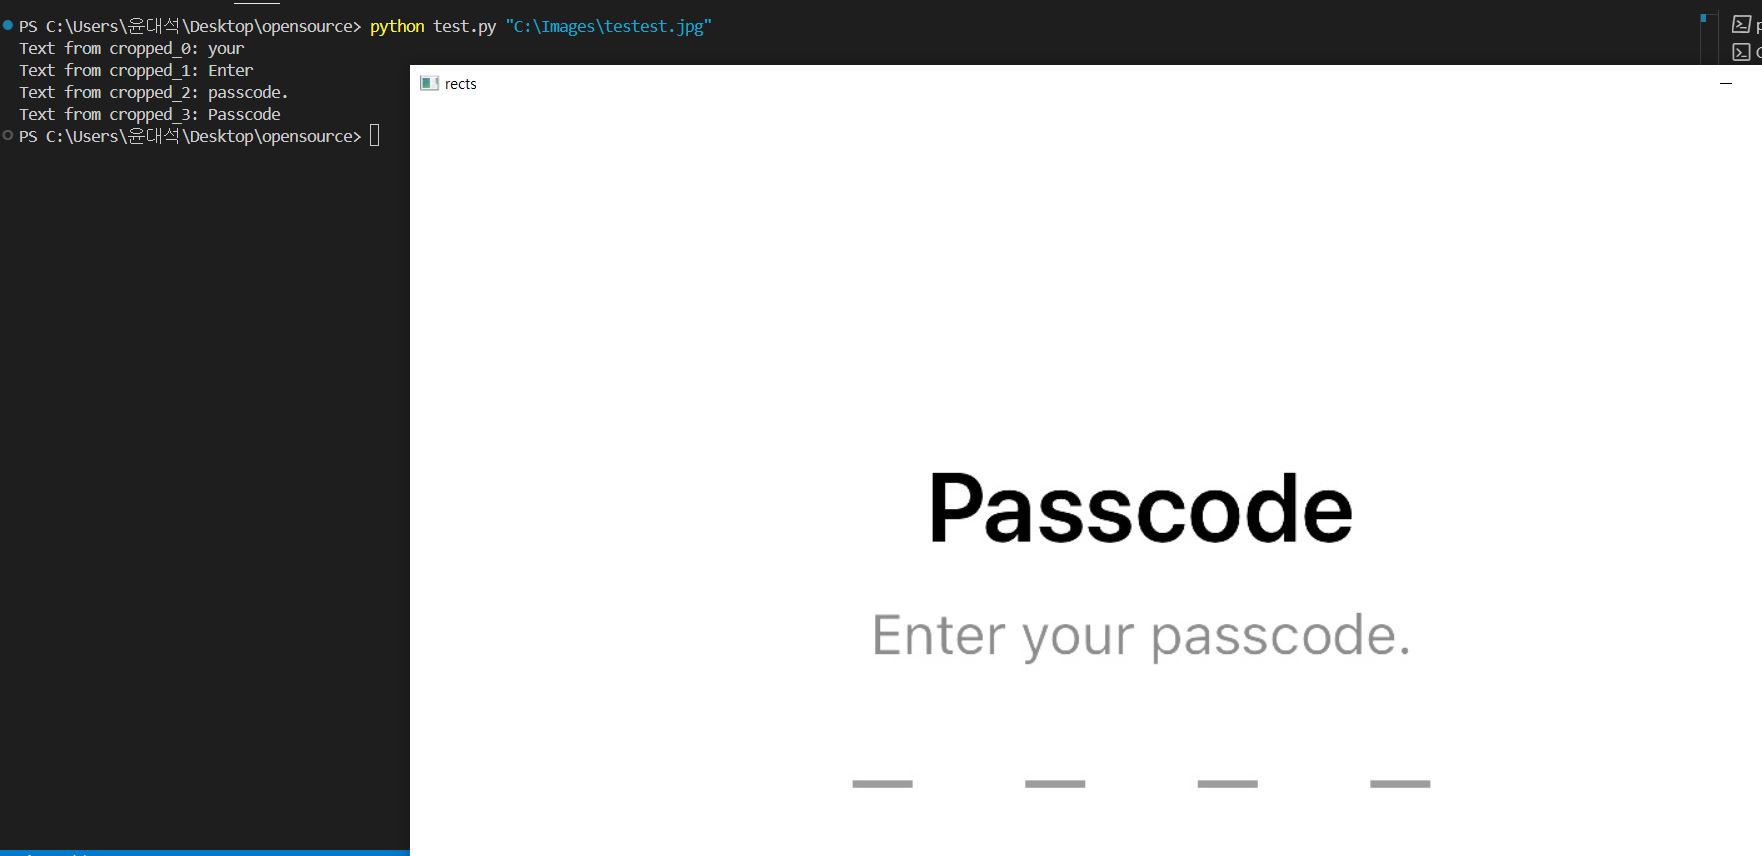 PS C:\Users\윤대석\Desktop\opensource> python test.py "C:\Images\testest.jpg"
Text from cropped_0: your
Text from cropped_1: Enter
Text from cropped_2: passcode.
Text from cropped_3: Passcode
PS C:\Users\윤대석\Desktop\opensource>
rects
Passcode
Enter your passcode.